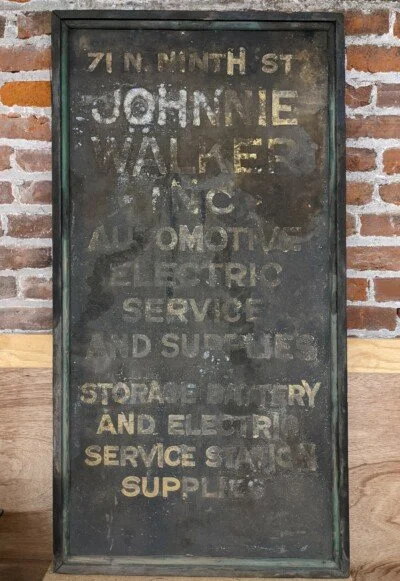 71 N. NINTH ST
JOHNNIE
WALKER
INC
AUTOMOTIVE
ELECTRIC
SERVICE
AND SUPPLIES
STORAGE BATTERY
AND ELECTRIC
SERVICE STATION
SUPPLIES